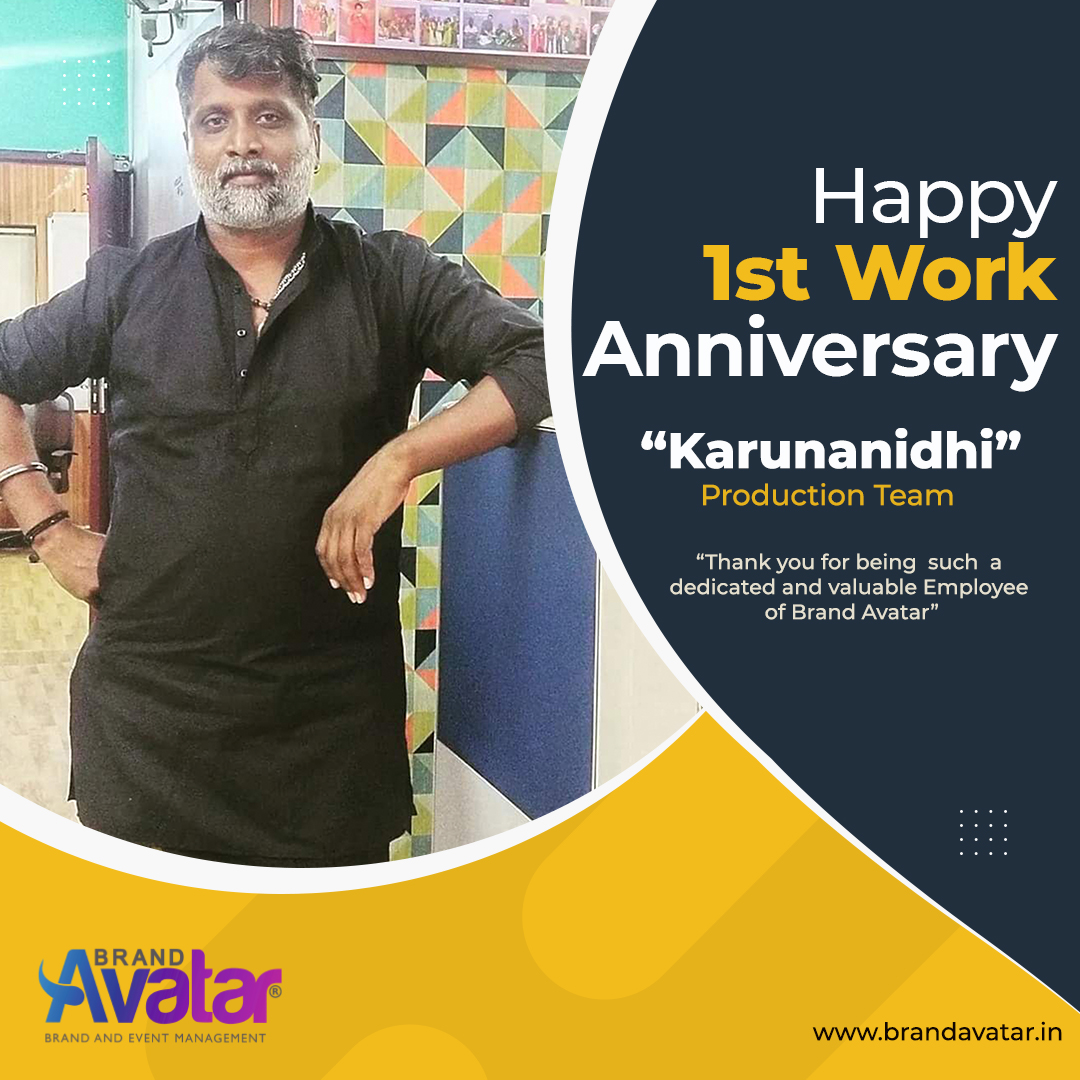 Happy
1st Work
Anniversary
“Karunanidhi”
Production Team
“Thank you for being such a
dedicated and valuable Employee
of Brand Avatar”
BRAND
Avatar®
BRAND AND EVENT MANAGEMENT
www.brandavatar.in